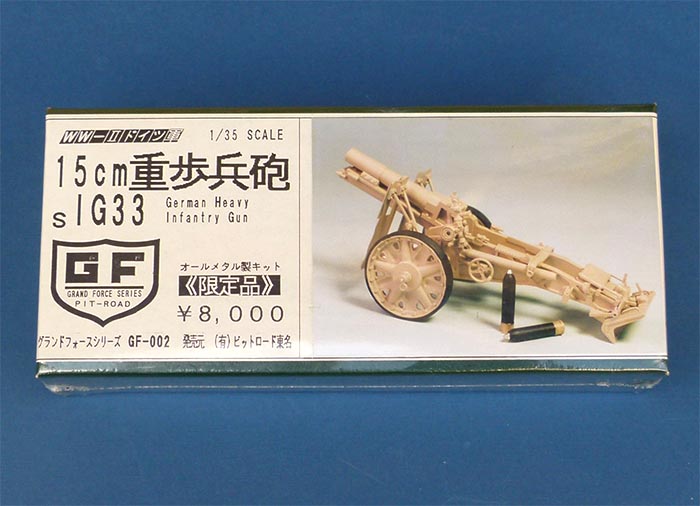 WW-II ドイツ軍
1/35 SCALE
15cm重歩兵砲
sIG33
German Heavy
Infantry Gun
GF
GRAND FORCE SERIES
PIT-ROAD
オールメタル製キット
《限定品》
¥8,000
グランドフォースシリーズ GF-002 発売元 (有)ピットロード東名